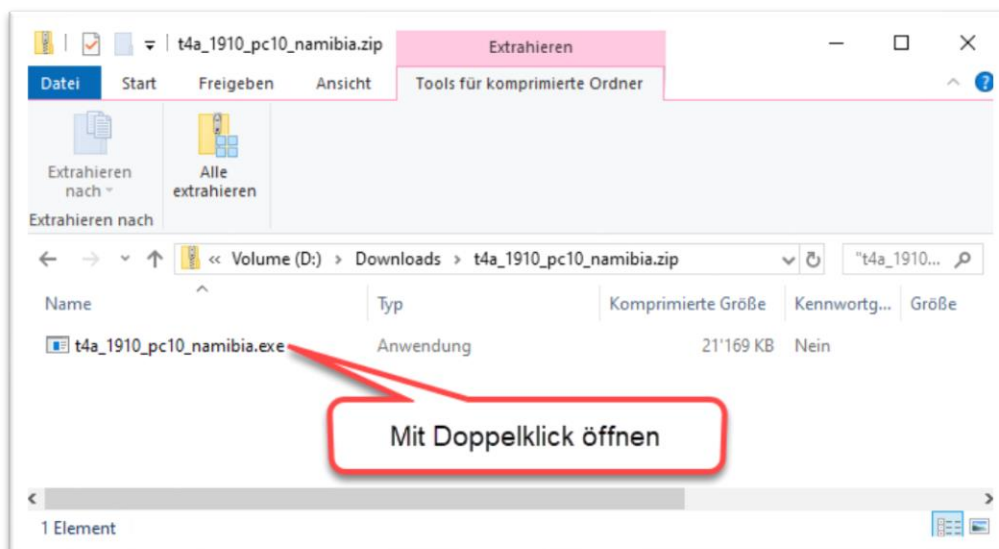 t4a_1910_pc10_namibia.zip
Extrahieren
Datei Start Freigeben Ansicht Tools für komprimierte Ordner
Extrahieren nach
Alle extrahieren
Extrahieren nach
« Volume (D:) › Downloads › t4a_1910_pc10_namibia.zip
"t4a_1910...
Name Typ Komprimierte Größe Kennwortg... Größe
t4a_1910_pc10_namibia.exe Anwendung 21'169 KB Nein
Mit Doppelklick öffnen
1 Element